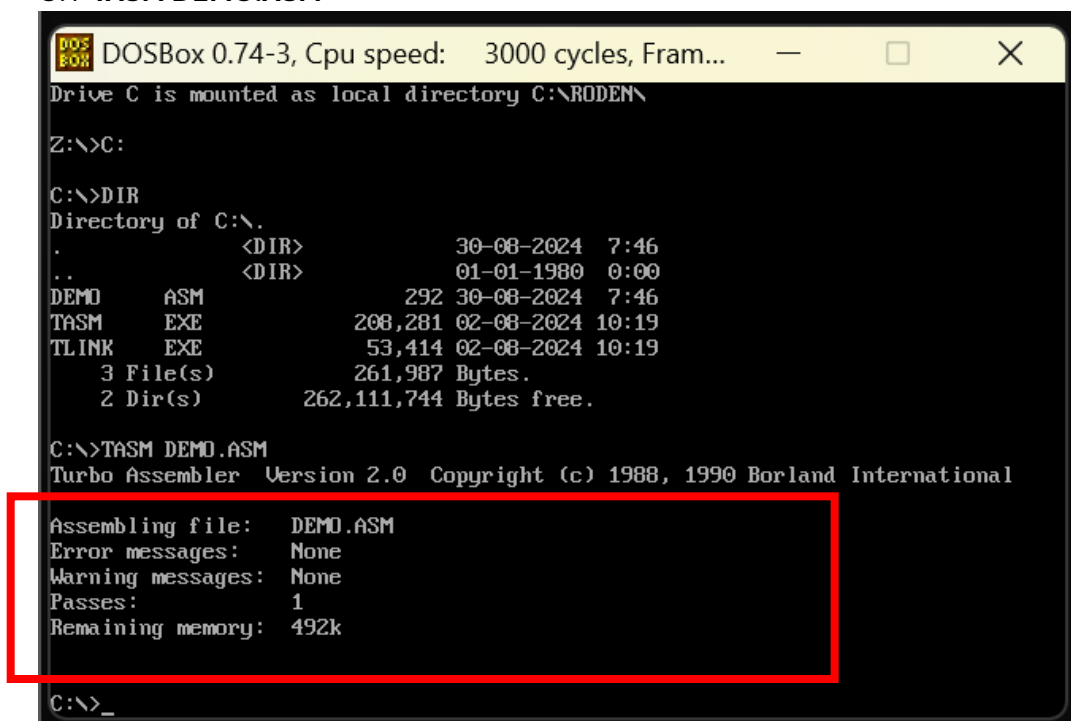 DOSBox 0.74-3, Cpu speed: 3000 cycles, Fram...
Drive C is mounted as local directory C:\RODEN\
Z:\>C:
C:\>DIR
Directory of C:\.
. <DIR> 30-08-2024 7:46
.. <DIR> 01-01-1980 0:00
DEMO ASM 292 30-08-2024 7:46
TASM EXE 208,281 02-08-2024 10:19
TLINK EXE 53,414 02-08-2024 10:19
3 File(s) 261,987 Bytes.
2 Dir(s) 262,111,744 Bytes free.
C:\>TASM DEMO.ASM
Turbo Assembler Version 2.0 Copyright (c) 1988, 1990 Borland International
Assembling file: DEMO.ASM
Error messages: None
Warning messages: None
Passes: 1
Remaining memory: 492k
C:\>_